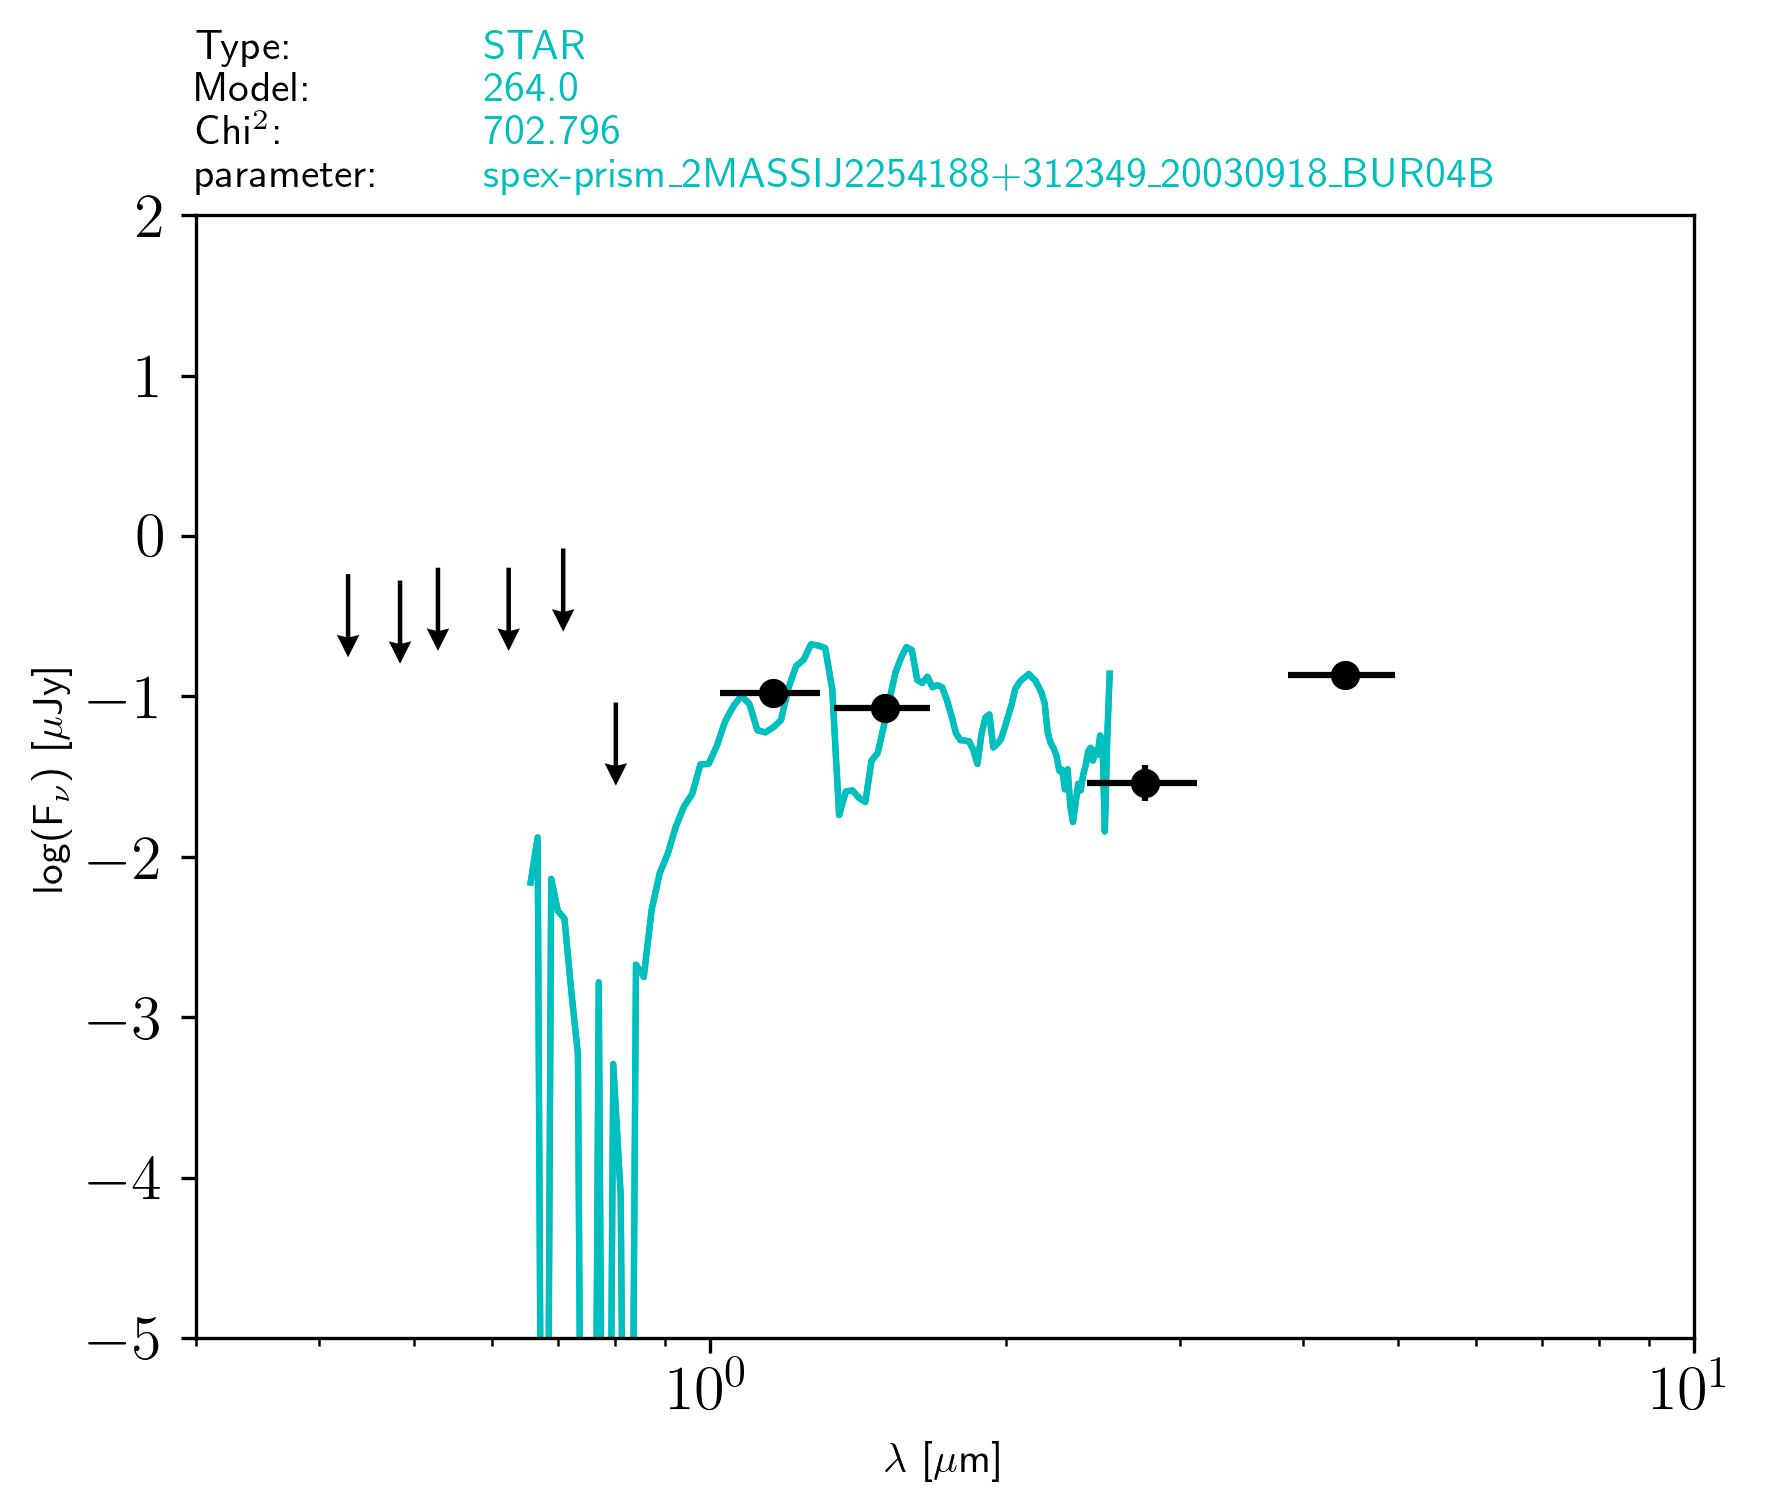 Type: STAR
Model: 264.0
Chi²: 702.796
parameter: spex-prism_2MASSIJ2254188+312349_20030918_BUR04B
2
1
0
−1
−2
−3
−4
−5
log(Fν) [μJy]
10⁰ 10¹
λ [μm]